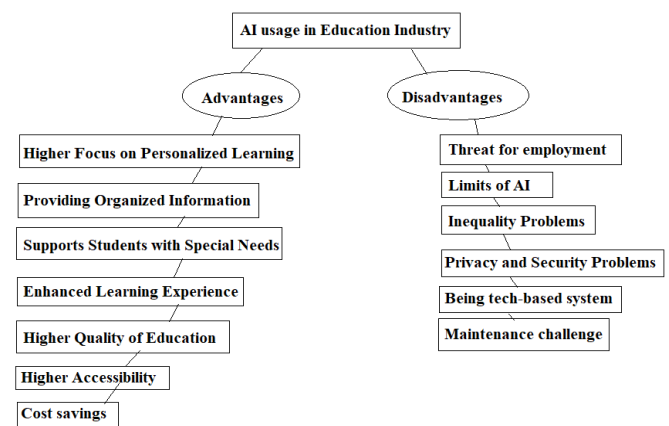 AI usage in Education Industry
Advantages
Higher Focus on Personalized Learning
Providing Organized Information
Supports Students with Special Needs
Enhanced Learning Experience
Higher Quality of Education
Higher Accessibility
Cost savings
Disadvantages
Threat for employment
Limits of AI
Inequality Problems
Privacy and Security Problems
Being tech-based system
Maintenance challenge